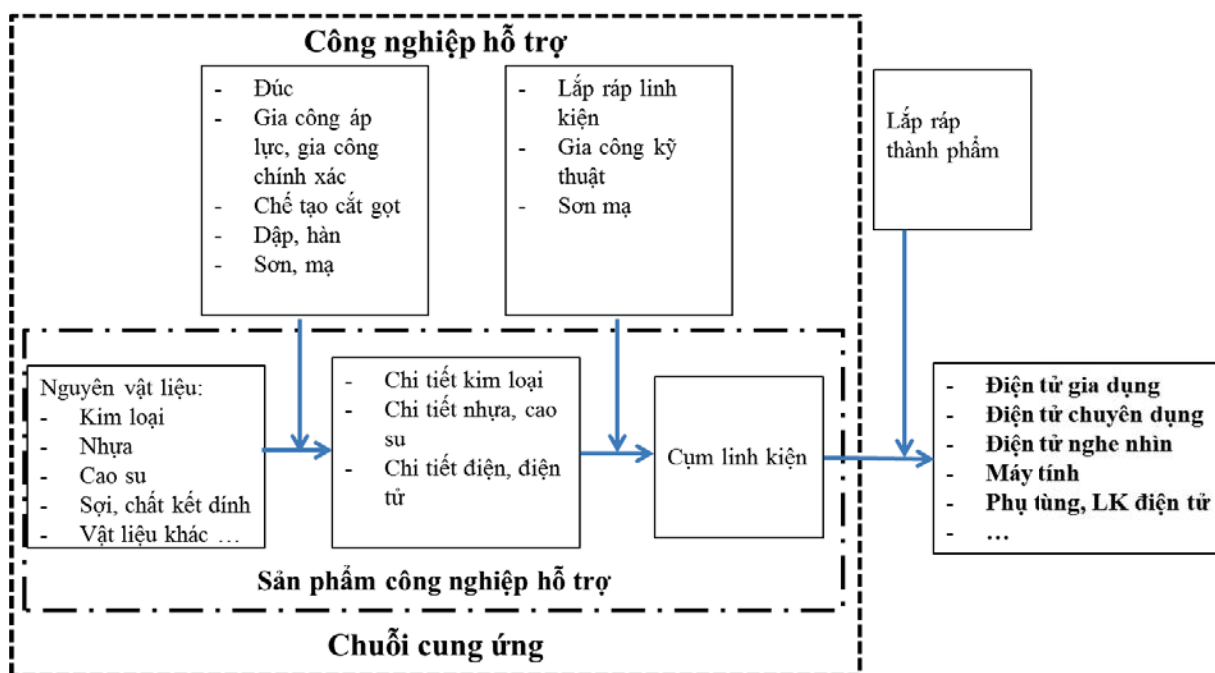 Công nghiệp hỗ trợ
- Đúc
- Gia công áp
lực, gia công
chính xác
- Chế tạo cắt gọt
- Dập, hàn
- Sơn, mạ
- Lắp ráp linh
kiện
- Gia công kỹ
thuật
- Sơn mạ
Lắp ráp
thành phẩm
Nguyên vật liệu:
- Kim loại
- Nhựa
- Cao su
- Sợi, chất kết dính
- Vật liệu khác …
- Chi tiết kim loại
- Chi tiết nhựa, cao
su
- Chi tiết điện, điện
tử
Cụm linh kiện
- Điện tử gia dụng
- Điện tử chuyên dụng
- Điện tử nghe nhìn
- Máy tính
- Phụ tùng, LK điện tử
- …
Sản phẩm công nghiệp hỗ trợ
Chuỗi cung ứng